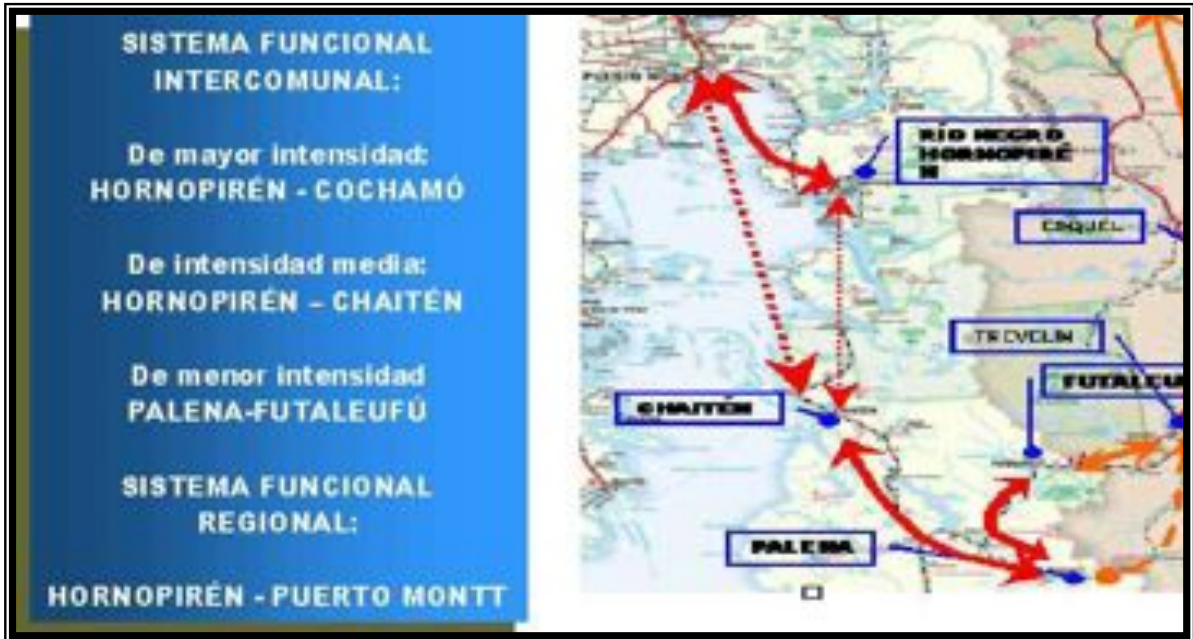 SISTEMA FUNCIONAL
INTERCOMUNAL:
De mayor intensidad:
HORNOPIRÉN - COCHAMÓ
De intensidad media:
HORNOPIRÉN – CHAITÉN
De menor intensidad
PALENA-FUTALEUFÚ
SISTEMA FUNCIONAL
REGIONAL:
HORNOPIRÉN - PUERTO MONTT
RÍO NEGRO
HORNOPIRÉ
N
ESQUEL
TREVELIN
FUTALEU
CHAITÉN
PALENA